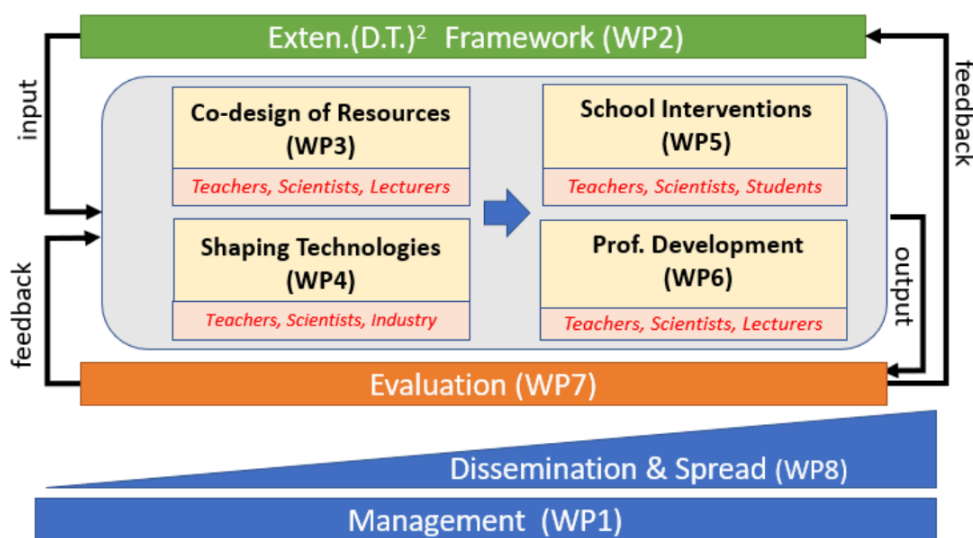 Exten.(D.T.)² Framework (WP2)
input
feedback
Co-design of Resources
(WP3)
Teachers, Scientists, Lecturers
School Interventions
(WP5)
Teachers, Scientists, Students
Shaping Technologies
(WP4)
Teachers, Scientists, Industry
Prof. Development
(WP6)
Teachers, Scientists, Lecturers
feedback
output
Evaluation (WP7)
Dissemination & Spread (WP8)
Management (WP1)